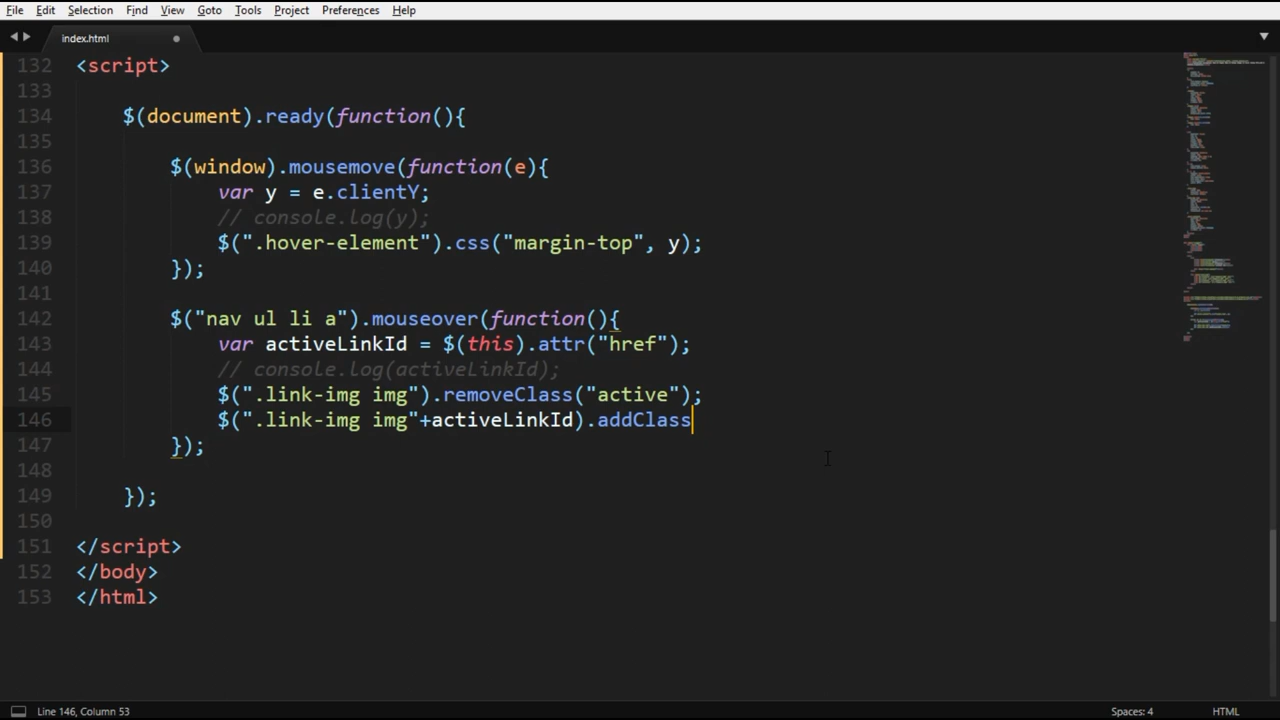 File Edit Selection Find View Goto Tools Project Preferences Help
index.html
132 <script>
133
134 $(document).ready(function(){
135
136 $(window).mousemove(function(e){
137 var y = e.clientY;
138 // console.log(y);
139 $(".hover-element").css("margin-top", y);
140 });
141
142 $("nav ul li a").mouseover(function(){
143 var activeLinkId = $(this).attr("href");
144 // console.log(activeLinkId);
145 $(".link-img img").removeClass("active");
146 $(".link-img img"+activeLinkId).addClass
147 });
148
149 });
150
151 </script>
152 </body>
153 </html>
Line 146, Column 53 Spaces: 4 HTML